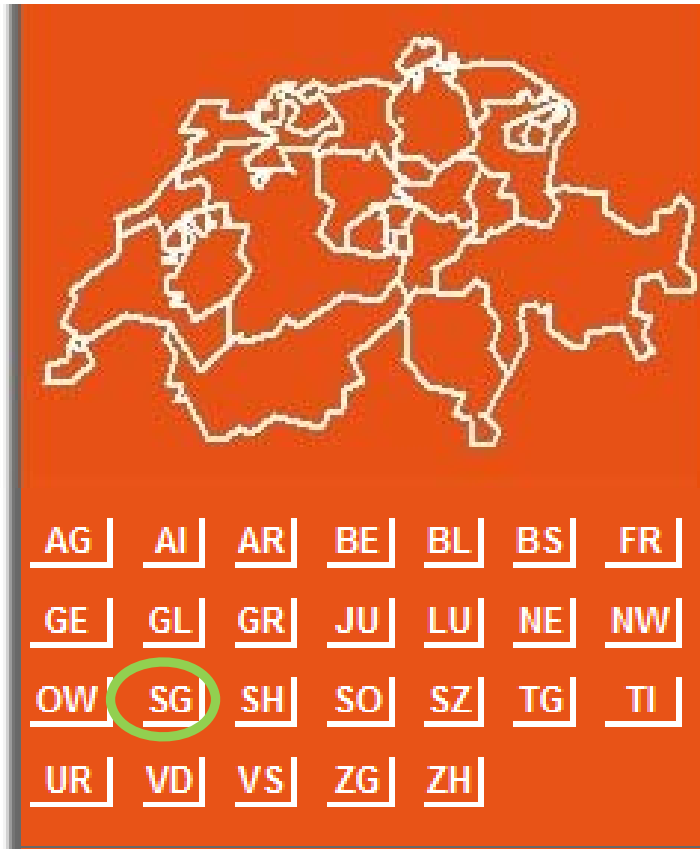 AG AI AR BE BL BS FR
GE GL GR JU LU NE NW
OW SG SH SO SZ TG TI
UR VD VS ZG ZH